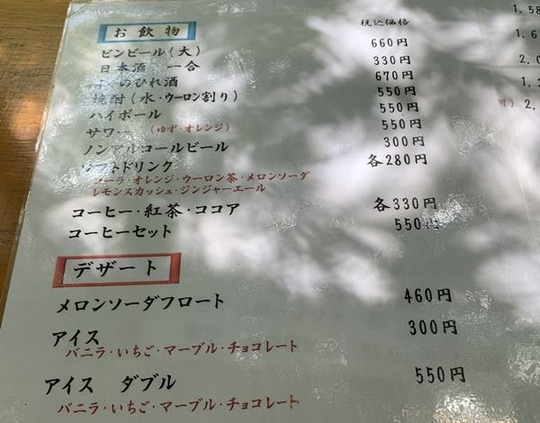 お飲物
税込価格
ビンビール(大) 660円
日本酒 一合 330円
ひれ酒 670円
焼酎(水・ウーロン割り) 550円
ハイボール 550円
サワー (ゆず・オレンジ) 550円
ノンアルコールビール 300円
ソフトドリンク 各280円
コーラ・オレンジ・ウーロン茶・メロンソーダ
レモンスカッシュ・ジンジャーエール
コーヒー・紅茶・ココア 各330円
コーヒーセット 550円
デザート
メロンソーダフロート 460円
アイス 300円
バニラ・いちご・マーブル・チョコレート
アイス ダブル 550円
バニラ・いちご・マーブル・チョコレート